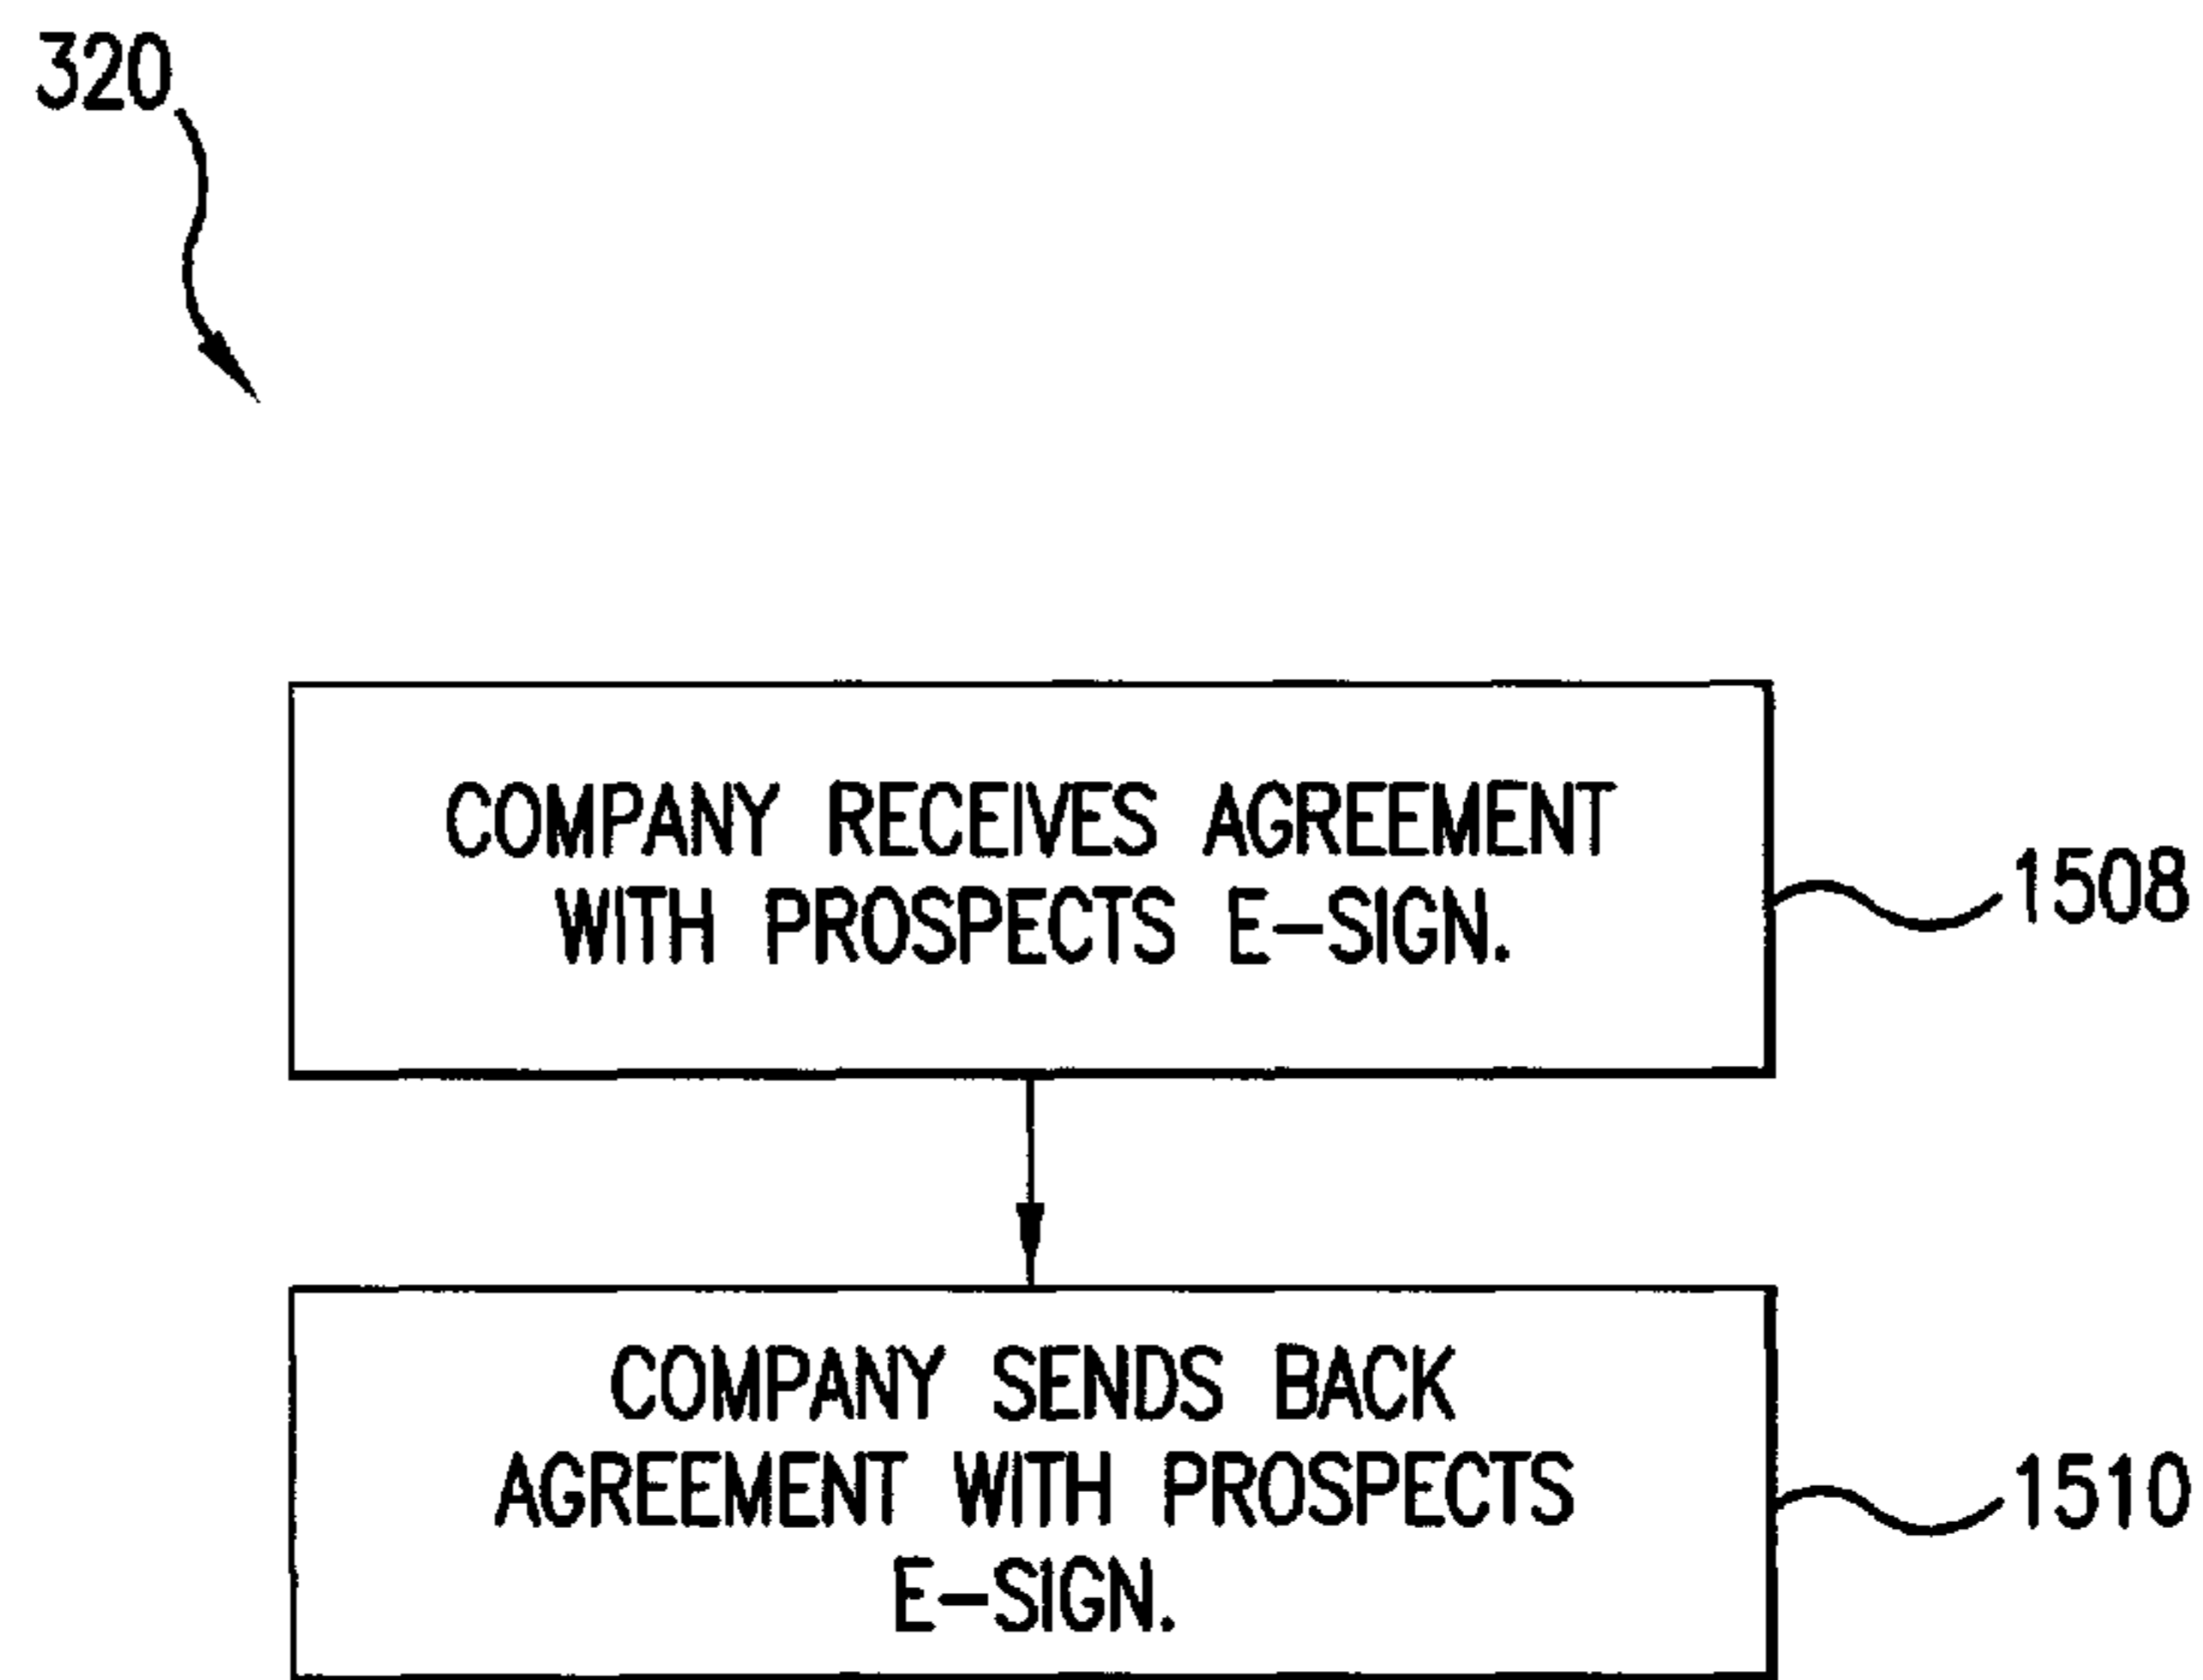 320
COMPANY RECEIVES AGREEMENT
WITH PROSPECTS E-SIGN.
1508
COMPANY SENDS BACK
AGREEMENT WITH PROSPECTS
E-SIGN.
1510